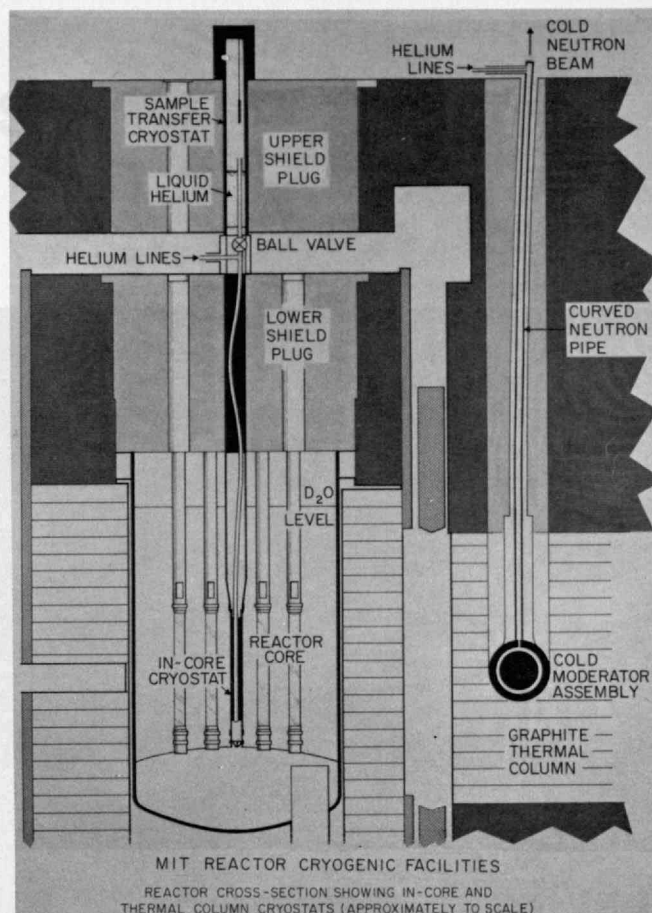 HELIUM
LINES
COLD
NEUTRON
BEAM
SAMPLE
TRANSFER
CRYOSTAT
UPPER
SHIELD
PLUG
LIQUID
HELIUM
BALL VALVE
HELIUM LINES
LOWER
SHIELD
PLUG
CURVED
NEUTRON
PIPE
D₂O
LEVEL
REACTOR
CORE
IN-CORE
CRYOSTAT
COLD
MODERATOR
ASSEMBLY
GRAPHITE
THERMAL
COLUMN
MIT REACTOR CRYOGENIC FACILITIES
REACTOR CROSS-SECTION SHOWING IN-CORE AND
THERMAL COLUMN CRYOSTATS (APPROXIMATELY TO SCALE)